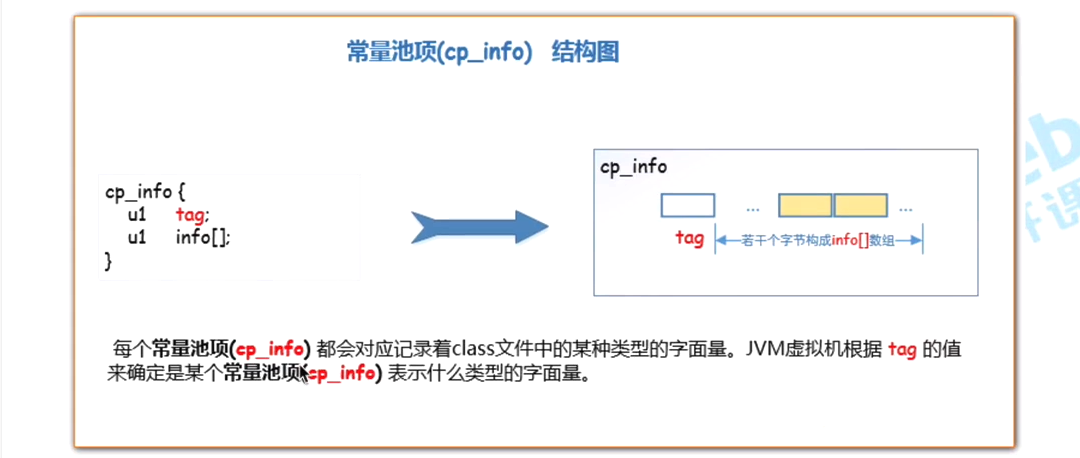 常量池项(cp_info) 结构图
cp_info {
u1 tag;
u1 info[];
}
cp_info
... ...
tag 若干个字节构成info[]数组
每个常量池项(cp_info) 都会对应记录着class文件中的某种类型的字面量。JVM虚拟机根据 tag 的值
来确定是某个常量池项(cp_info) 表示什么类型的字面量。